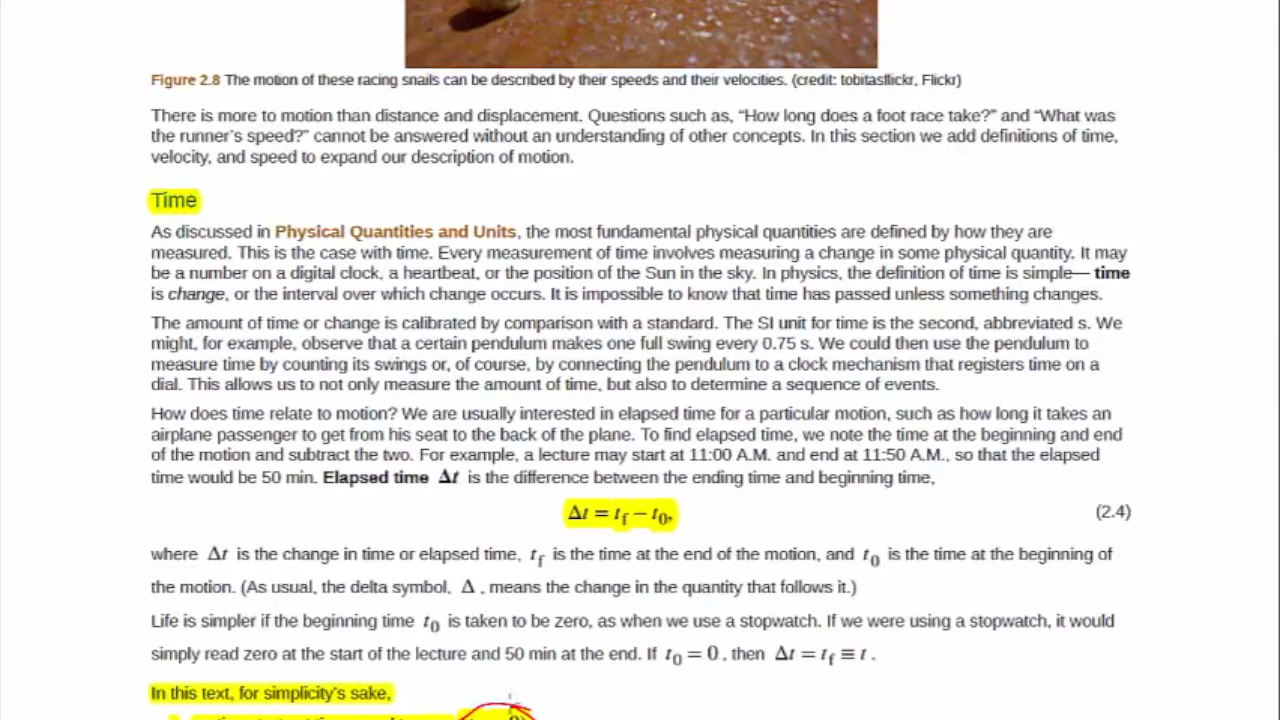 Figure 2.8 The motion of these racing snails can be described by their speeds and their velocities. (credit: tobitasflickr, Flickr)
There is more to motion than distance and displacement. Questions such as, “How long does a foot race take?” and “What was
the runner’s speed?” cannot be answered without an understanding of other concepts. In this section we add definitions of time,
velocity, and speed to expand our description of motion.
Time
As discussed in Physical Quantities and Units, the most fundamental physical quantities are defined by how they are
measured. This is the case with time. Every measurement of time involves measuring a change in some physical quantity. It may
be a number on a digital clock, a heartbeat, or the position of the Sun in the sky. In physics, the definition of time is simple— time
is change, or the interval over which change occurs. It is impossible to know that time has passed unless something changes.
The amount of time or change is calibrated by comparison with a standard. The SI unit for time is the second, abbreviated s. We
might, for example, observe that a certain pendulum makes one full swing every 0.75 s. We could then use the pendulum to
measure time by counting its swings or, of course, by connecting the pendulum to a clock mechanism that registers time on a
dial. This allows us to not only measure the amount of time, but also to determine a sequence of events.
How does time relate to motion? We are usually interested in elapsed time for a particular motion, such as how long it takes an
airplane passenger to get from his seat to the back of the plane. To find elapsed time, we note the time at the beginning and end
of the motion and subtract the two. For example, a lecture may start at 11:00 A.M. and end at 11:50 A.M., so that the elapsed
time would be 50 min. Elapsed time Δt is the difference between the ending time and beginning time,
Δt = t_f − t_0, (2.4)
where Δt is the change in time or elapsed time, t_f is the time at the end of the motion, and t_0 is the time at the beginning of
the motion. (As usual, the delta symbol, Δ , means the change in the quantity that follows it.)
Life is simpler if the beginning time t_0 is taken to be zero, as when we use a stopwatch. If we were using a stopwatch, it would
simply read zero at the start of the lecture and 50 min at the end. If t_0 = 0 , then Δt = t_f ≡ t .
In this text, for simplicity’s sake,